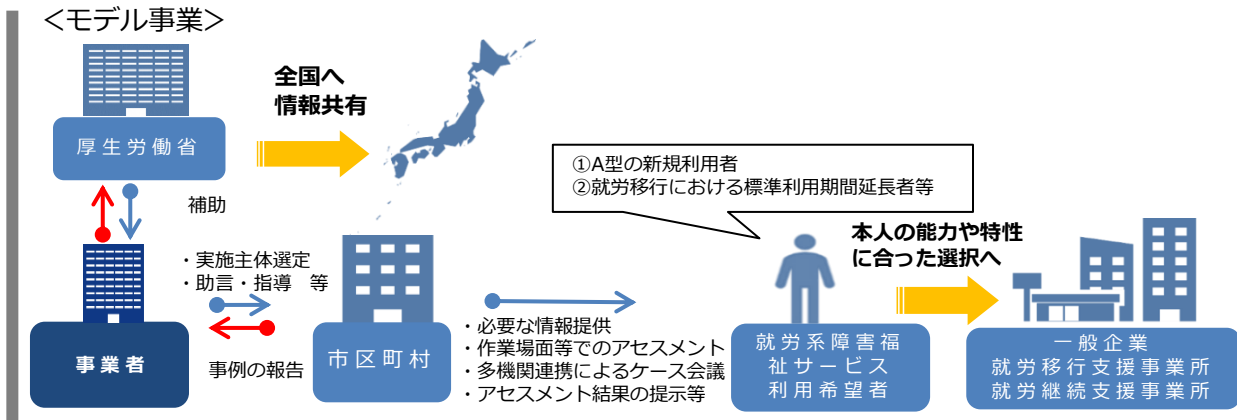 ＜モデル事業＞
全国へ
情報共有
厚生労働省
①A型の新規利用者
②就労移行における標準利用期間延長者等
補助
・実施主体選定
・助言・指導　等
本人の能力や特性
に合った選択へ
事業者
事例の報告
市区町村
・必要な情報提供
・作業場面等でのアセスメント
・多機関連携によるケース会議
・アセスメント結果の提示等
就労系障害福
祉サービス
利用希望者
一般企業
就労移行支援事業所
就労継続支援事業所